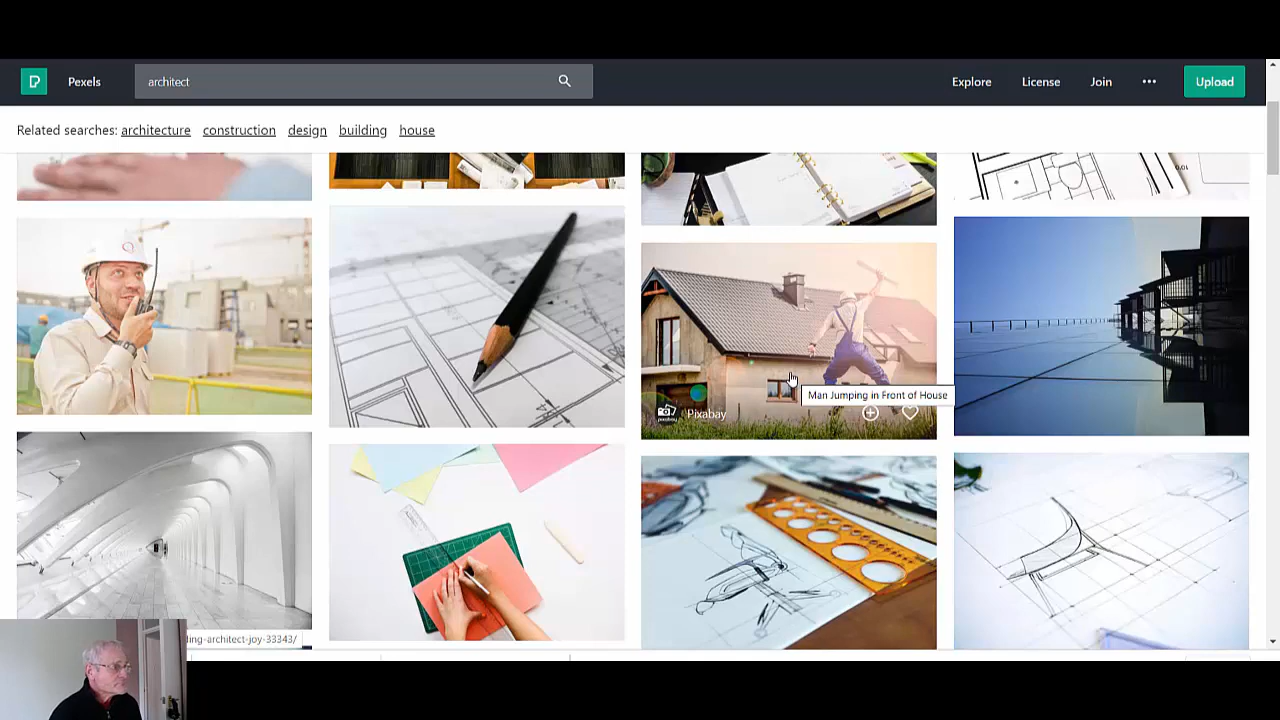 Pexels
architect
Explore
License
Join
Upload
Related searches: architecture construction design building house
Man Jumping in Front of House
Pixabay
ling-architect-joy-33343/